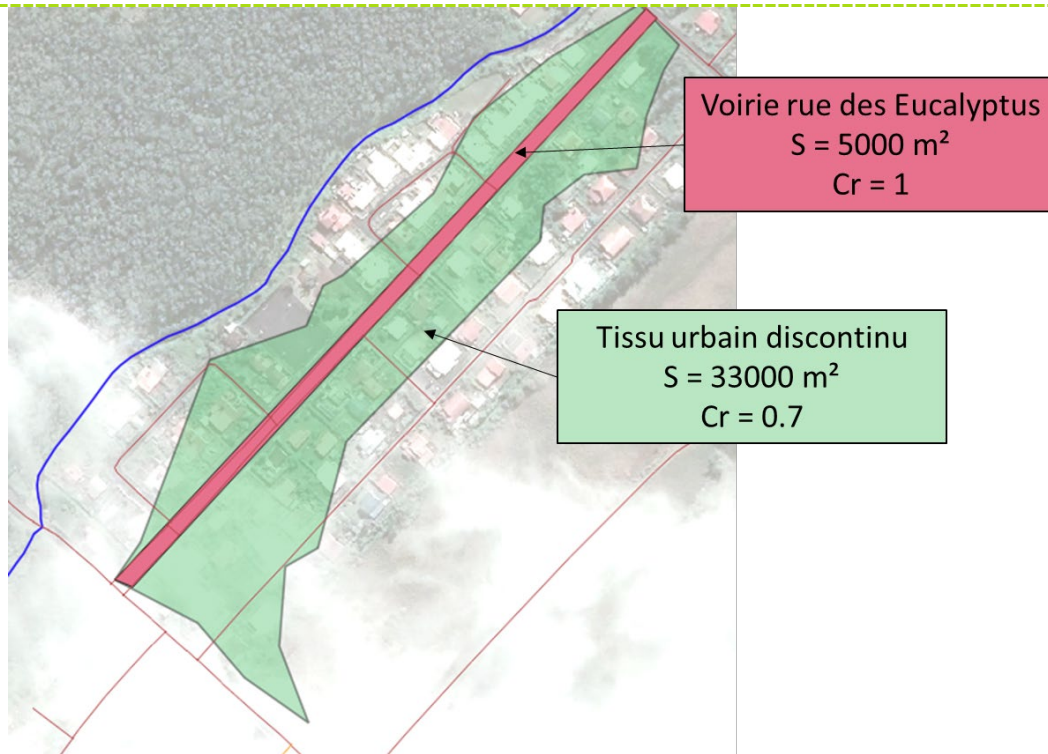 Voirie rue des Eucalyptus
S = 5000 m²
Cr = 1
Tissu urbain discontinu
S = 33000 m²
Cr = 0.7